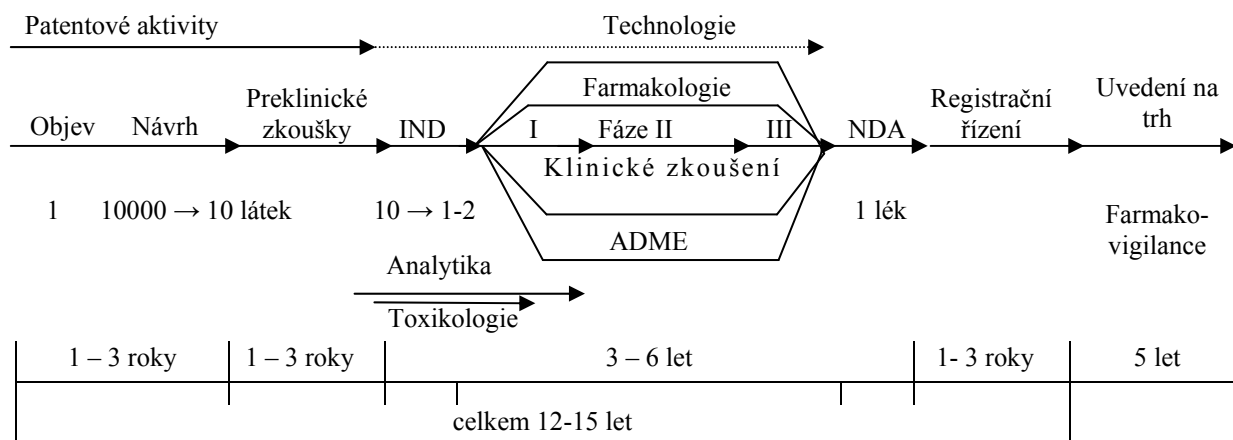 Patentové aktivity
Technologie
Farmakologie
Preklinické
zkoušky
Registrační
řízení
Uvedení na
trh
Objev
Návrh
IND
I
Fáze II
III
NDA
Klinické zkoušení
1
10000 → 10 látek
10 → 1-2
1 lék
ADME
Farmako-
vigilance
Analytika
Toxikologie
1 – 3 roky
1 – 3 roky
3 – 6 let
1- 3 roky
5 let
celkem 12-15 let